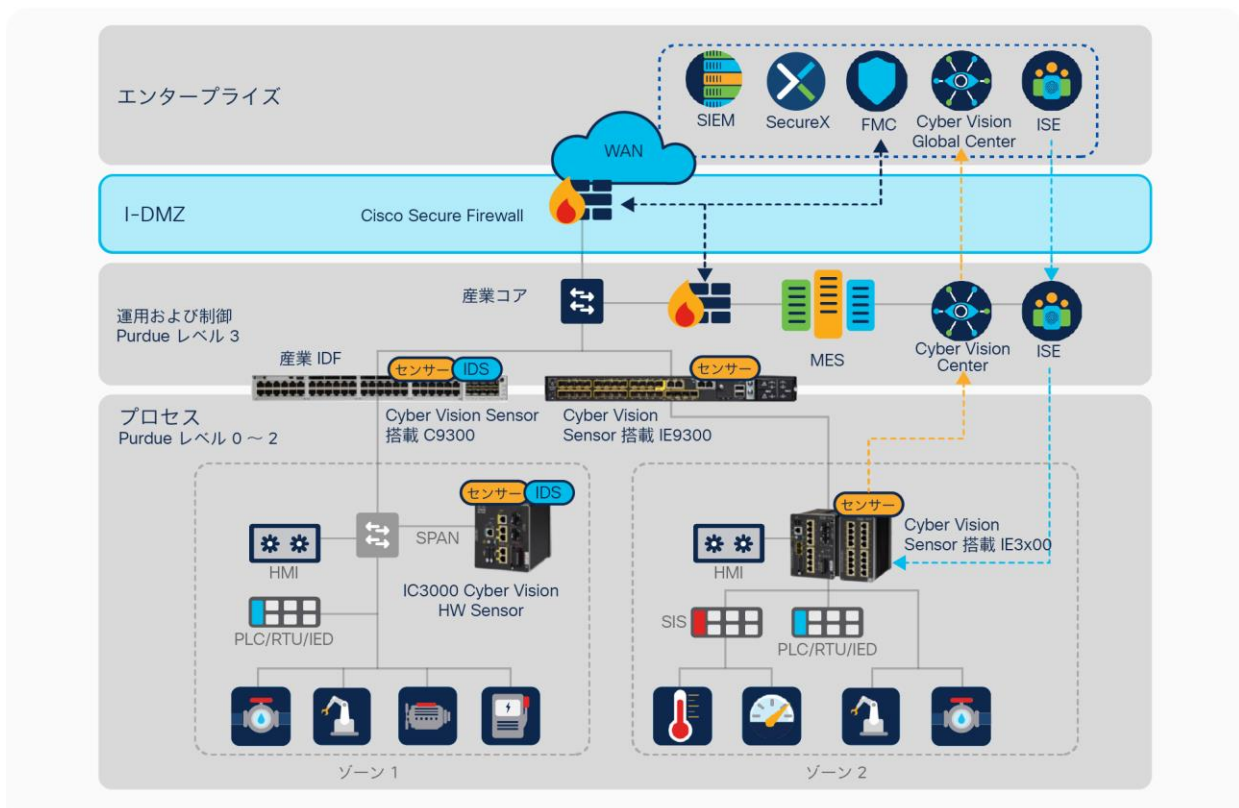 エンタープライズ
SIEM
SecureX
FMC
Cyber Vision
Global Center
ISE
WAN
I-DMZ
Cisco Secure Firewall
運用および制御
Purdue レベル 3
産業コア
MES
Cyber Vision
Center
ISE
産業 IDF
センサー
IDS
センサー
プロセス
Purdue レベル 0 ～ 2
Cyber Vision Sensor
搭載 C9300
Cyber Vision
Sensor 搭載 IE9300
センサー
IDS
SPAN
HMI
IC3000 Cyber Vision
HW Sensor
PLC/RTU/IED
ゾーン 1
センサー
Cyber Vision
Sensor 搭載 IE3x00
HMI
SIS
PLC/RTU/IED
ゾーン 2